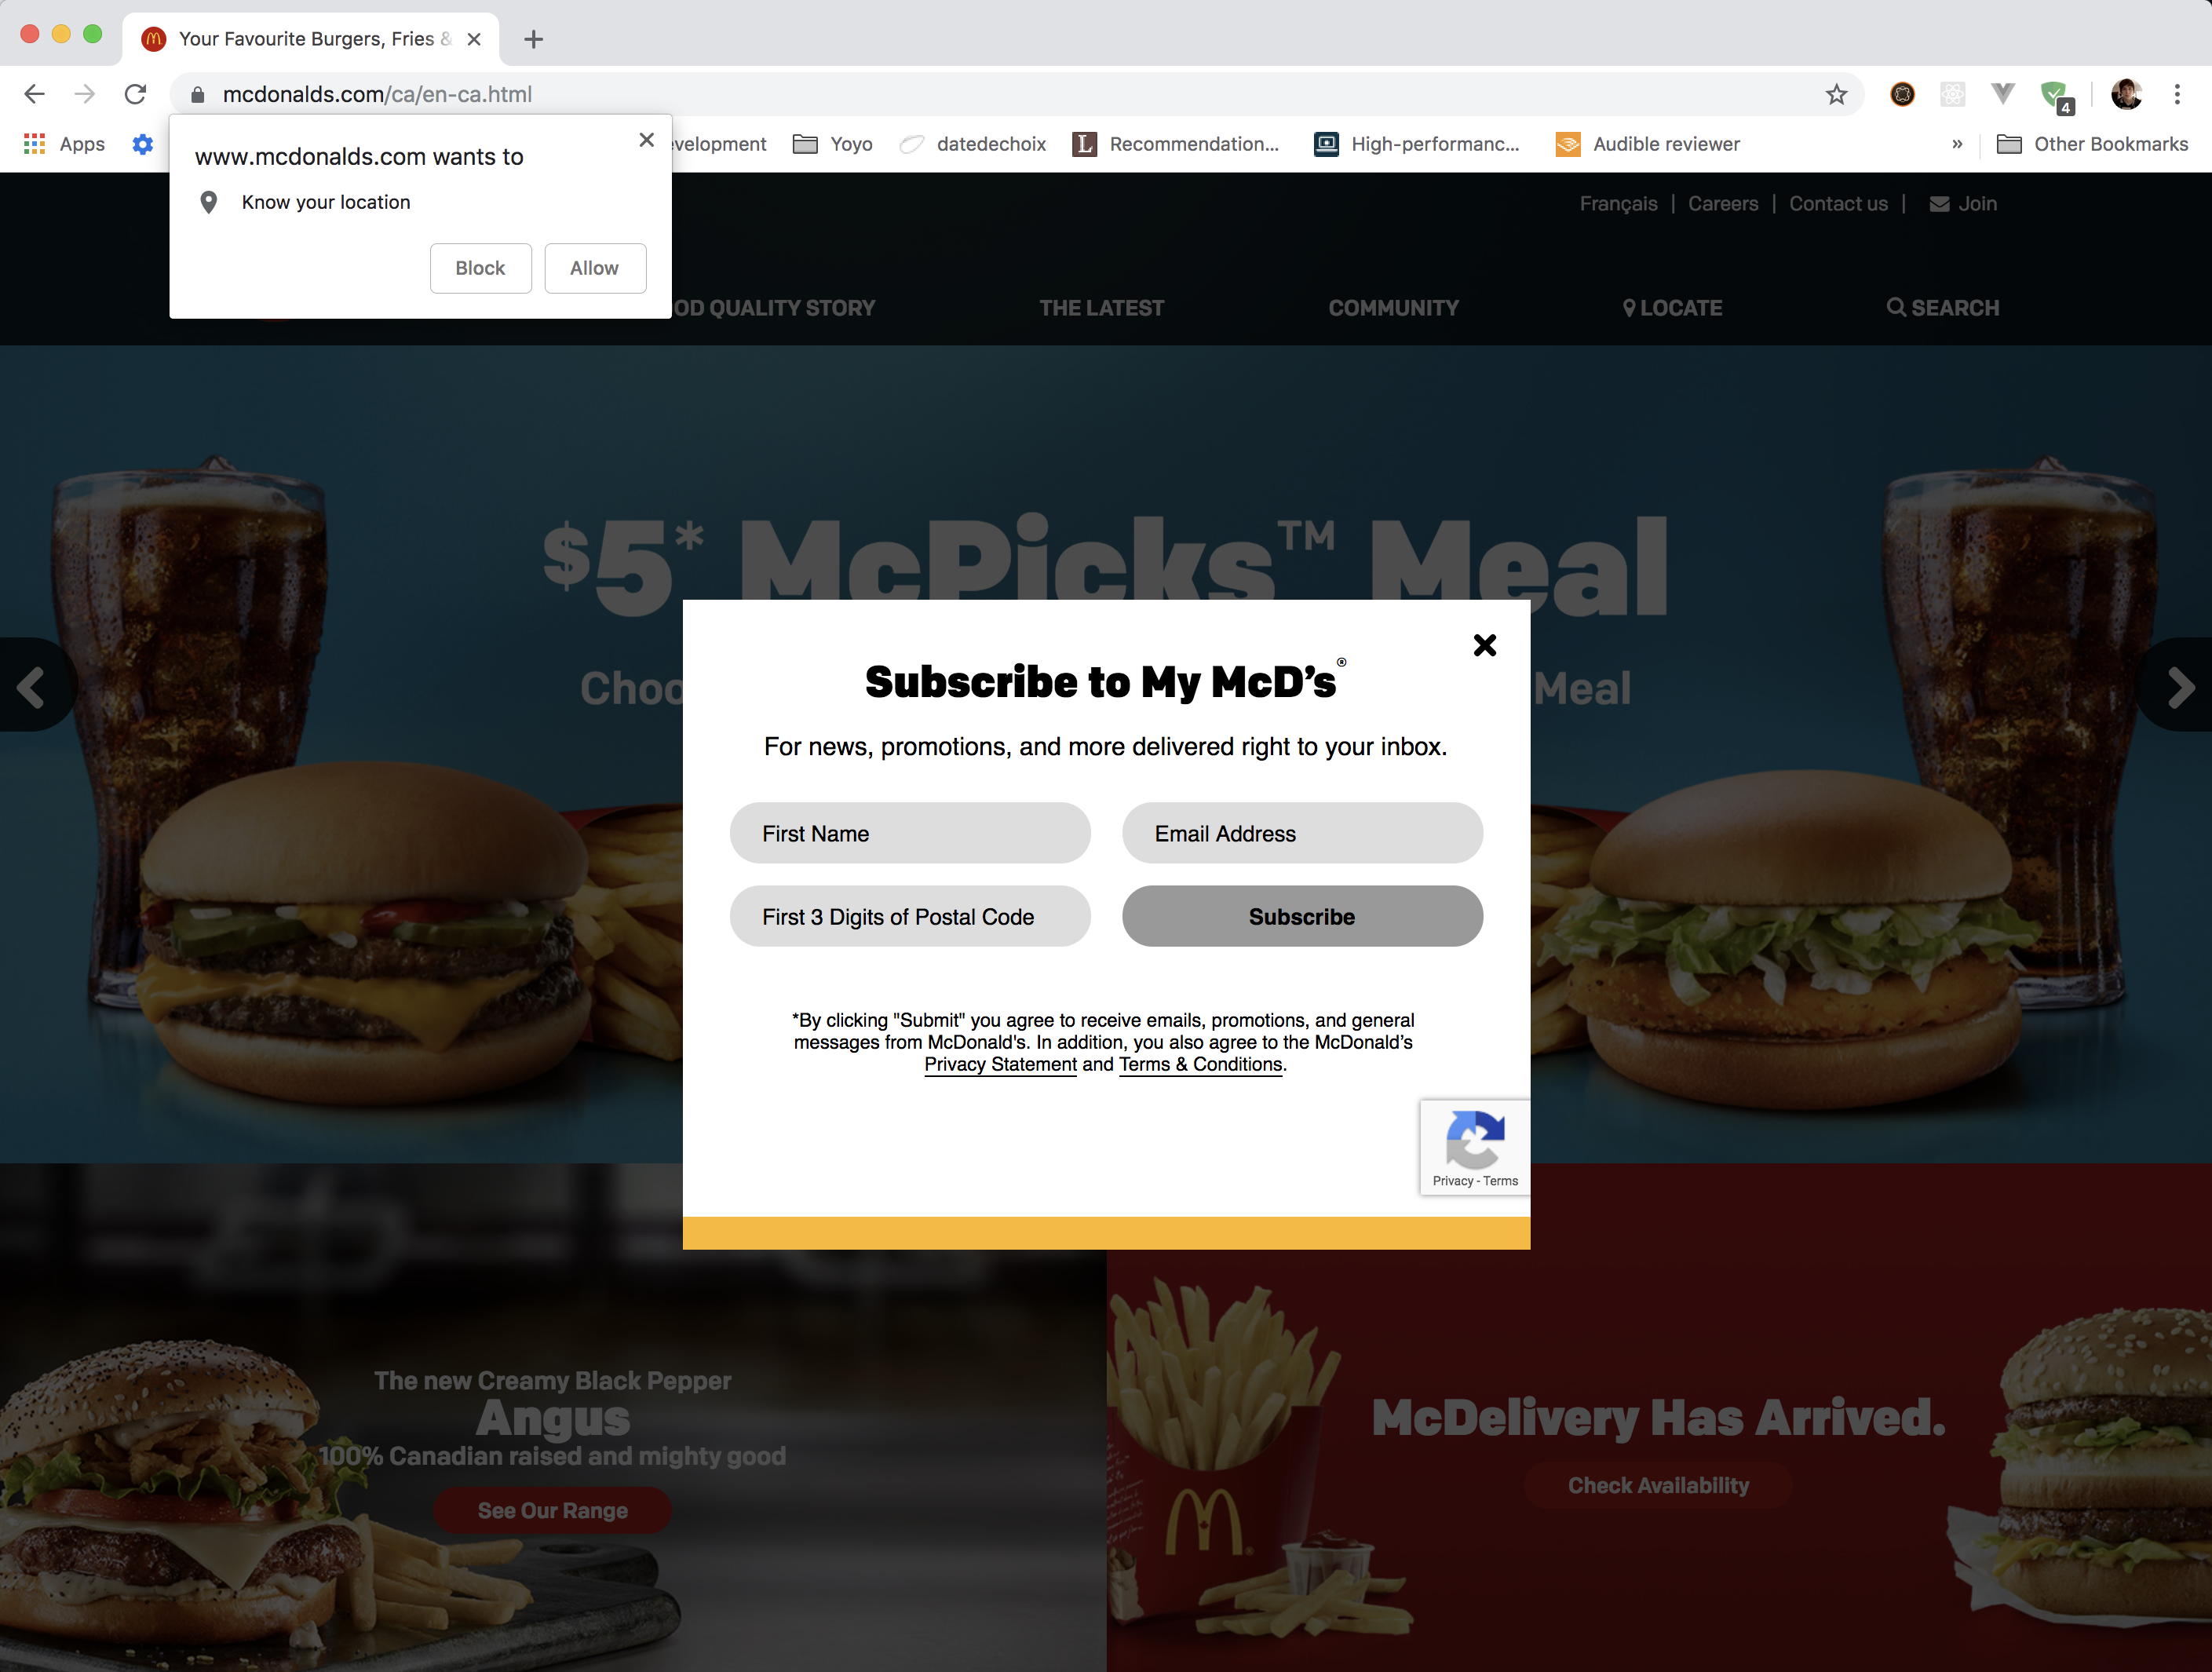 Your Favourite Burgers, Fries &
mcdonalds.com/ca/en-ca.html
4
Apps
Yoyo
datedechoix
Recommendation...
High-performanc...
Audible reviewer
»
Other Bookmarks
www.mcdonalds.com wants to
Know your location
Block
Allow
Français | Careers | Contact us | Join
QUALITY STORY
THE LATEST
COMMUNITY
LOCATE
SEARCH
$5* McPicks™ Meal
Meal
Subscribe to My McD's®
For news, promotions, and more delivered right to your inbox.
First Name
Email Address
First 3 Digits of Postal Code
Subscribe
*By clicking "Submit" you agree to receive emails, promotions, and general
messages from McDonald's. In addition, you also agree to the McDonald's
Privacy Statement and Terms & Conditions.
Privacy - Terms
The new Creamy Black Pepper
Angus
100% Canadian raised and mighty good
See Our Range
McDelivery Has Arrived.
Check Availability